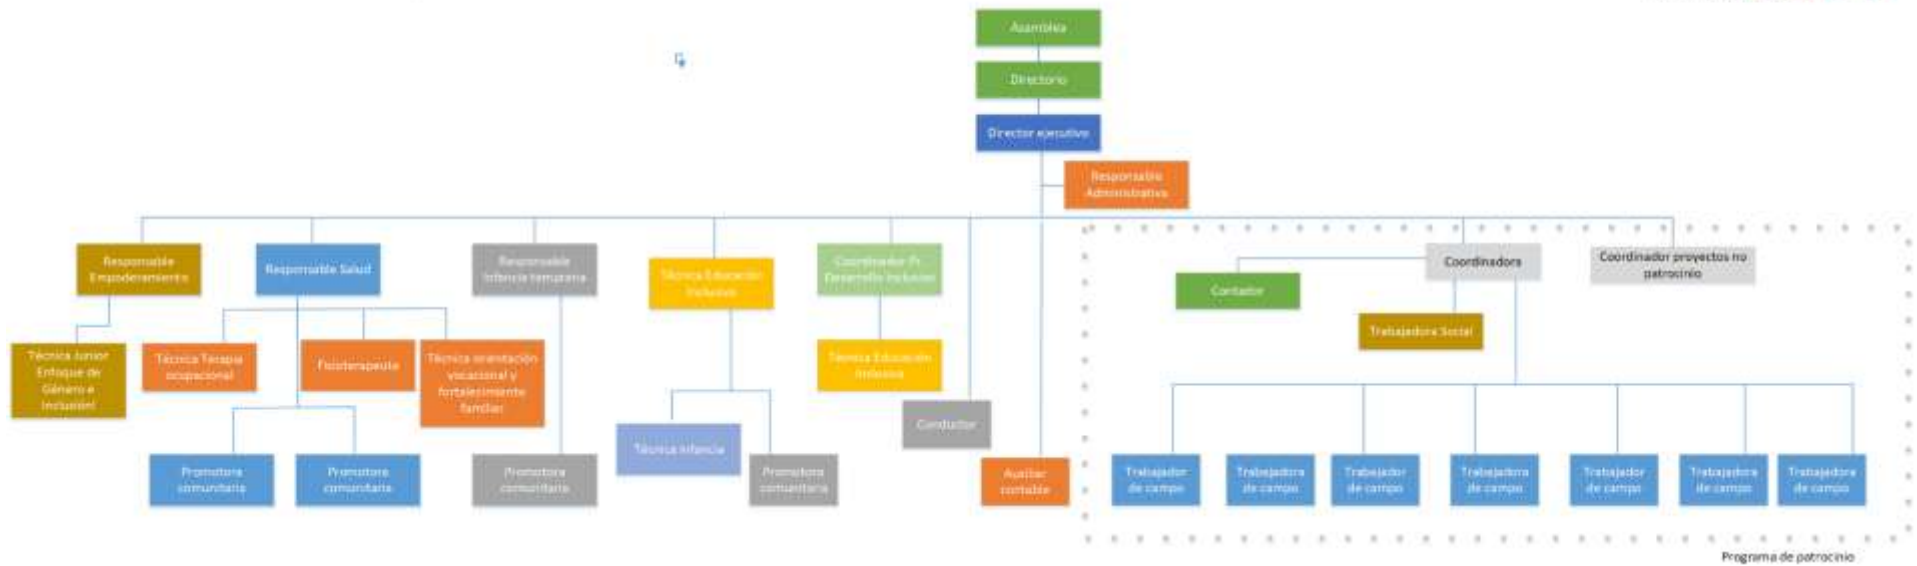 Asamblea
Directorio
Director ejecutivo
Responsable
Administrativa
Responsable
Empoderamiento
Responsable Salud
Responsable
Infancia temprana
Técnica Educación
Inclusiva
Coordinador Pr.
Desarrollo Inclusivo
Coordinadora
Coordinador proyectos no
patrocinio
Contador
Trabajadora Social
Técnica Junior
Enfoque de
Género e
Inclusión
Técnica Terapia
ocupacional
Fisioterapeuta
Técnica orientación
vocacional y
fortalecimiento
familiar
Técnica Educación
Inclusiva
Conductor
Técnica Infancia
Promotora
comunitaria
Promotora
comunitaria
Promotora
comunitaria
Promotora
comunitaria
Auxiliar
contable
Trabajador
de campo
Trabajadora
de campo
Trabajador
de campo
Trabajadora
de campo
Trabajador
de campo
Trabajadora
de campo
Trabajadora
de campo
Programa de patrocinio